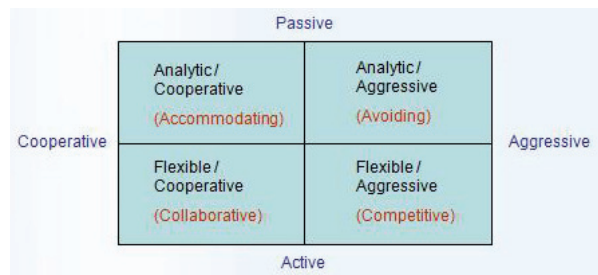 Passive
Analytic/
Cooperative
(Accommodating)
Analytic/
Aggressive
(Avoiding)
Cooperative
Aggressive
Flexible/
Cooperative
(Collaborative)
Flexible/
Aggressive
(Competitive)
Active